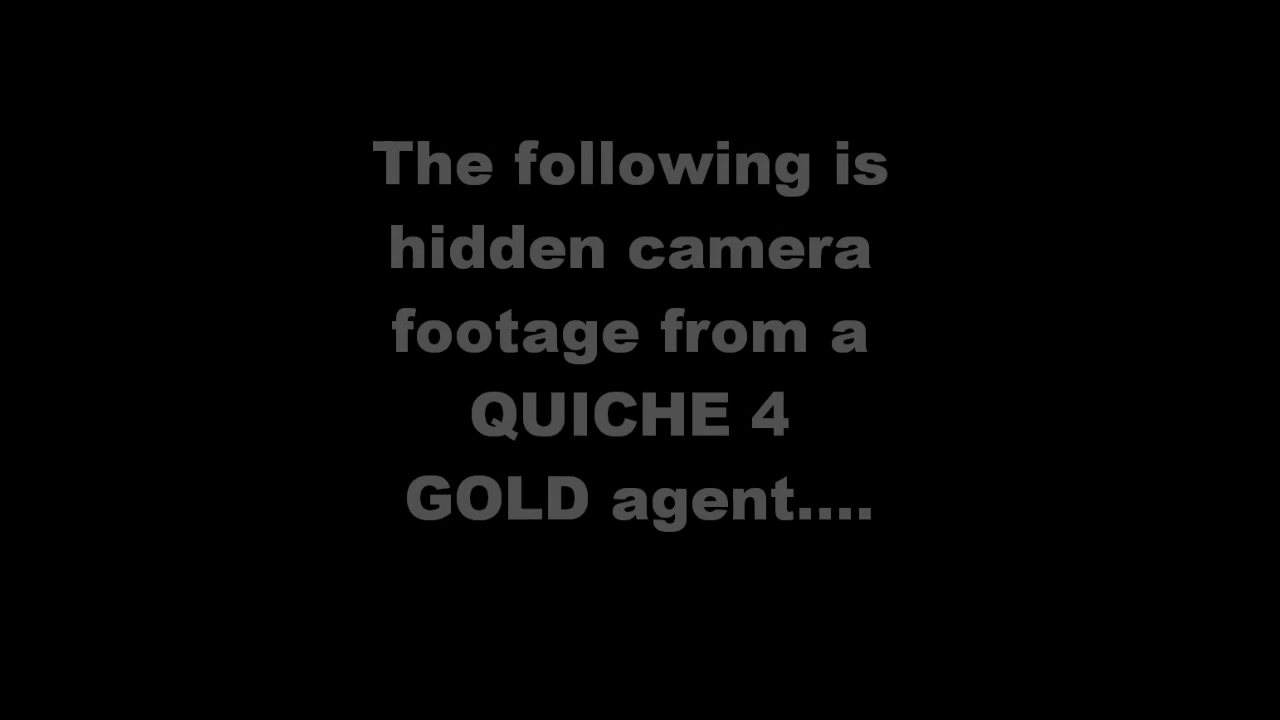 The following is
hidden camera
footage from a
QUICHE 4
GOLD agent....